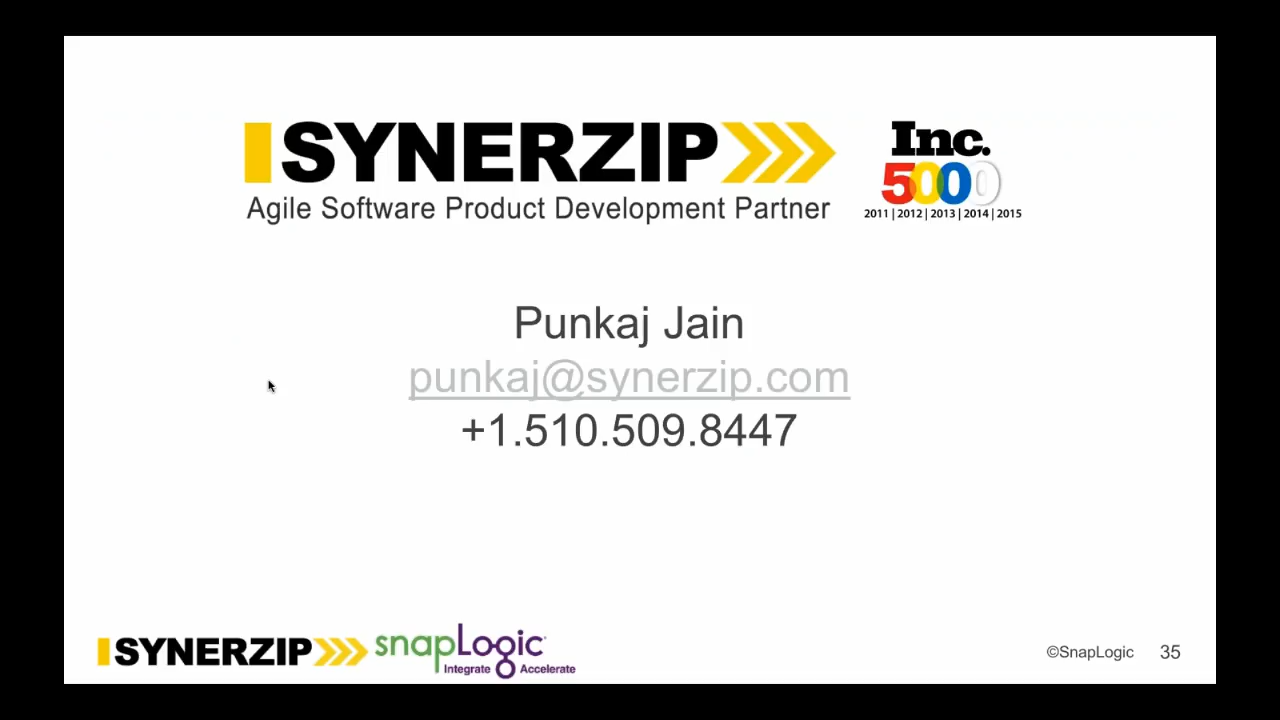 SYNERZIP
Agile Software Product Development Partner
Inc.
5000
2011 | 2012 | 2013 | 2014 | 2015
Punkaj Jain
punkaj@synerzip.com
+1.510.509.8447
SYNERZIP
snapLogic
Integrate Accelerate
©SnapLogic 35